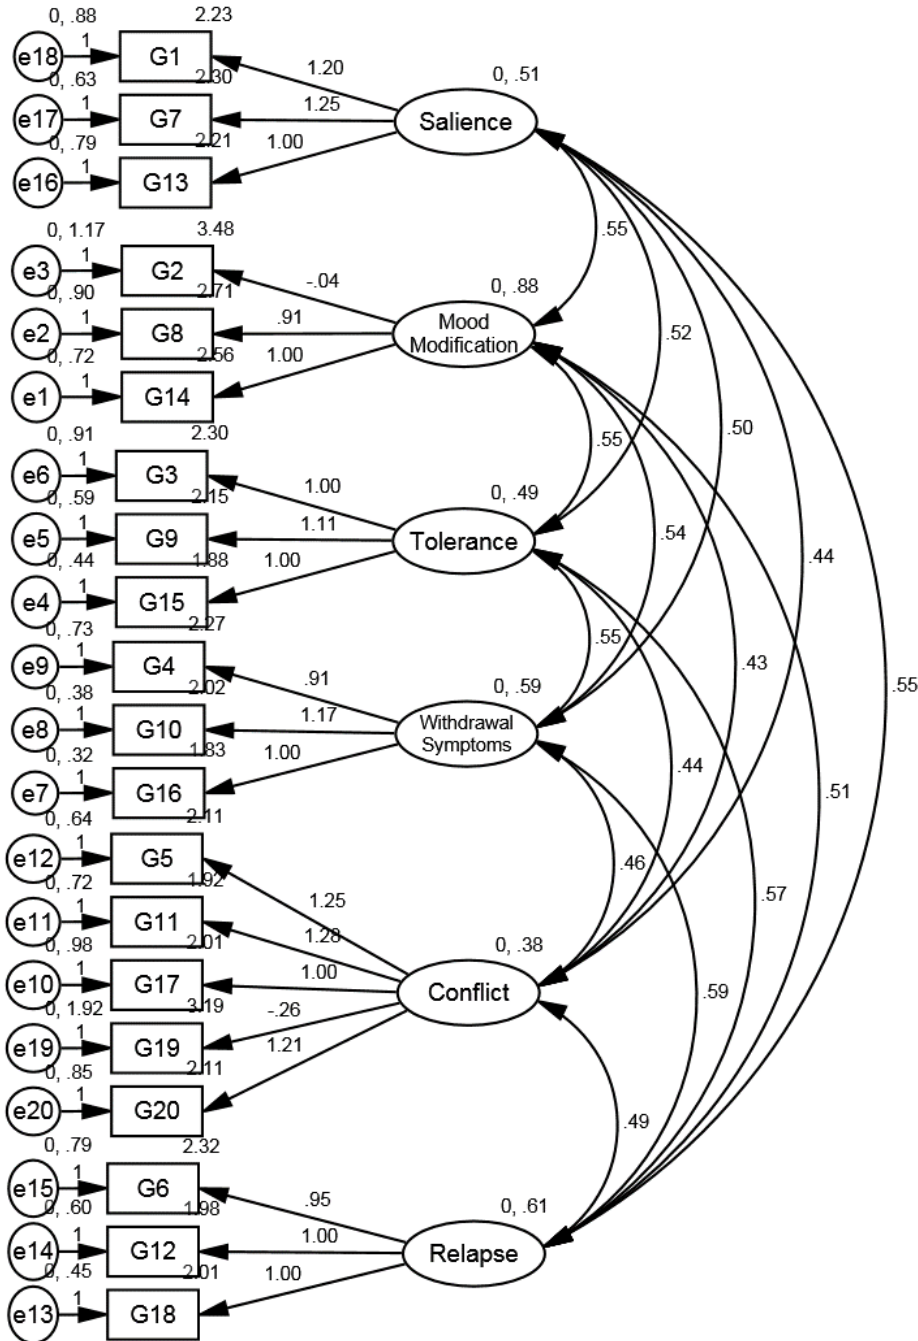 0, .88 2.23
e18 1 G1
1.20 0, .51
0, .63 2.30
e17 1 G7 1.25 Salience
0, .79 2.21
1.00
e16 1 G13
.55
0, 1.17 3.48
e3 1 G2
-.04 0, .88
0, .90 2.71
e2 1 G8 .91 Mood
Modification
.52
0, .72 2.56
1.00
e1 1 G14
.50
0, .91 2.30
.55
e6 1 G3
1.00 0, .49
0, .59 2.15
e5 1 G9 1.11 Tolerance
.54
0, .44 1.88
1.00
.44
e4 1 G15
0, .73 2.27
.55
e9 1 G4
.91 0, .59
.43
.55
0, .38 2.02
e8 1 G10 1.17 Withdrawal
Symptoms
0, .32 1.83
1.00
.44
e7 1 G16
.51
0, .64 2.11
e12 1 G5
.46
0, .72 1.92
1.25
.57
e11 1 G11
1.28 0, .38
0, .98 2.01
e10 1 G17 1.00 Conflict
.59
0, 1.92 3.19
-.26
e19 1 G19
1.21
0, .85 2.11
e20 1 G20
.49
0, .79 2.32
e15 1 G6
.95 0, .61
0, .60 1.98
e14 1 G12 1.00 Relapse
0, .45 2.01
1.00
e13 1 G18